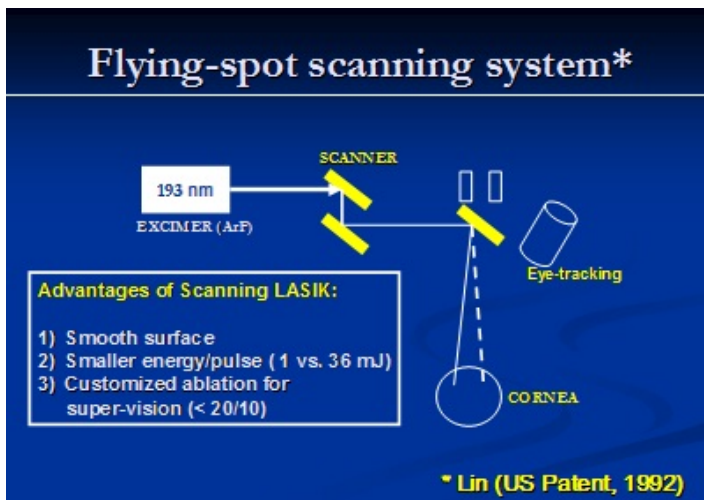 Flying-spot scanning system*
SCANNER
193 nm
EXCIMER (ArF)
Eye-tracking
Advantages of Scanning LASIK:
1) Smooth surface
2) Smaller energy/pulse ( 1 vs. 36 mJ)
3) Customized ablation for
super-vision (< 20/10)
CORNEA
* Lin (US Patent, 1992)